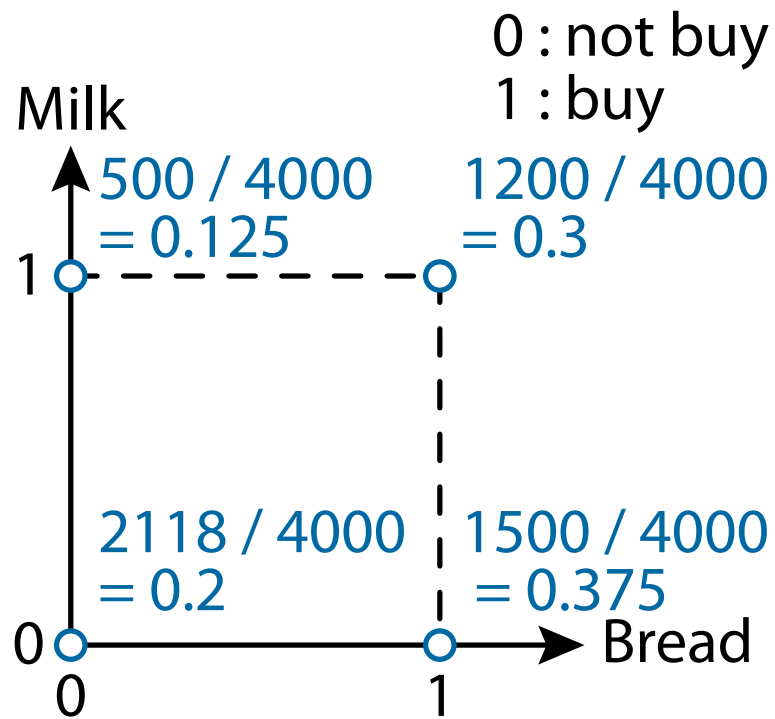 0 : not buy
1 : buy
Milk
500 / 4000
= 0.125
1200 / 4000
= 0.3
1
2118 / 4000
= 0.2
1500 / 4000
= 0.375
0
Bread
0
1